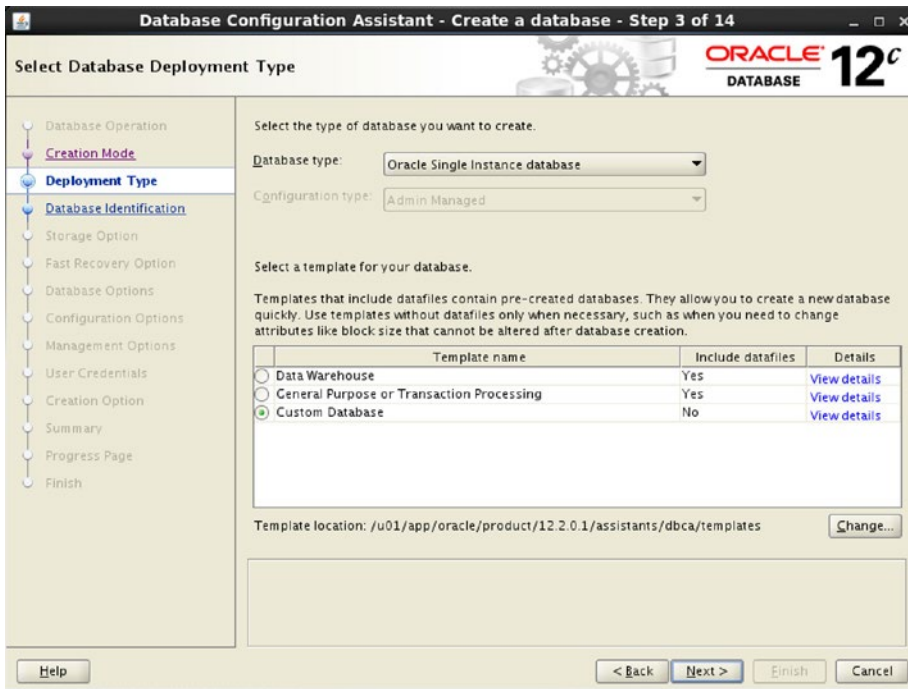 Database Configuration Assistant - Create a database - Step 3 of 14
Select Database Deployment Type
ORACLE
DATABASE
12c
Database Operation
Creation Mode
Deployment Type
Database Identification
Storage Option
Fast Recovery Option
Database Options
Configuration Options
Management Options
User Credentials
Creation Option
Summary
Progress Page
Finish
Select the type of database you want to create.
Database type: Oracle Single Instance database
Configuration type: Admin Managed
Select a template for your database.
Templates that include datafiles contain pre-created databases. They allow you to create a new database
quickly. Use templates without datafiles only when necessary, such as when you need to change
attributes like block size that cannot be altered after database creation.
Template name Include datafiles Details
Data Warehouse Yes View details
General Purpose or Transaction Processing Yes View details
Custom Database No View details
Template location: /u01/app/oracle/product/12.2.0.1/assistants/dbca/templates Change...
Help < Back Next > Finish Cancel